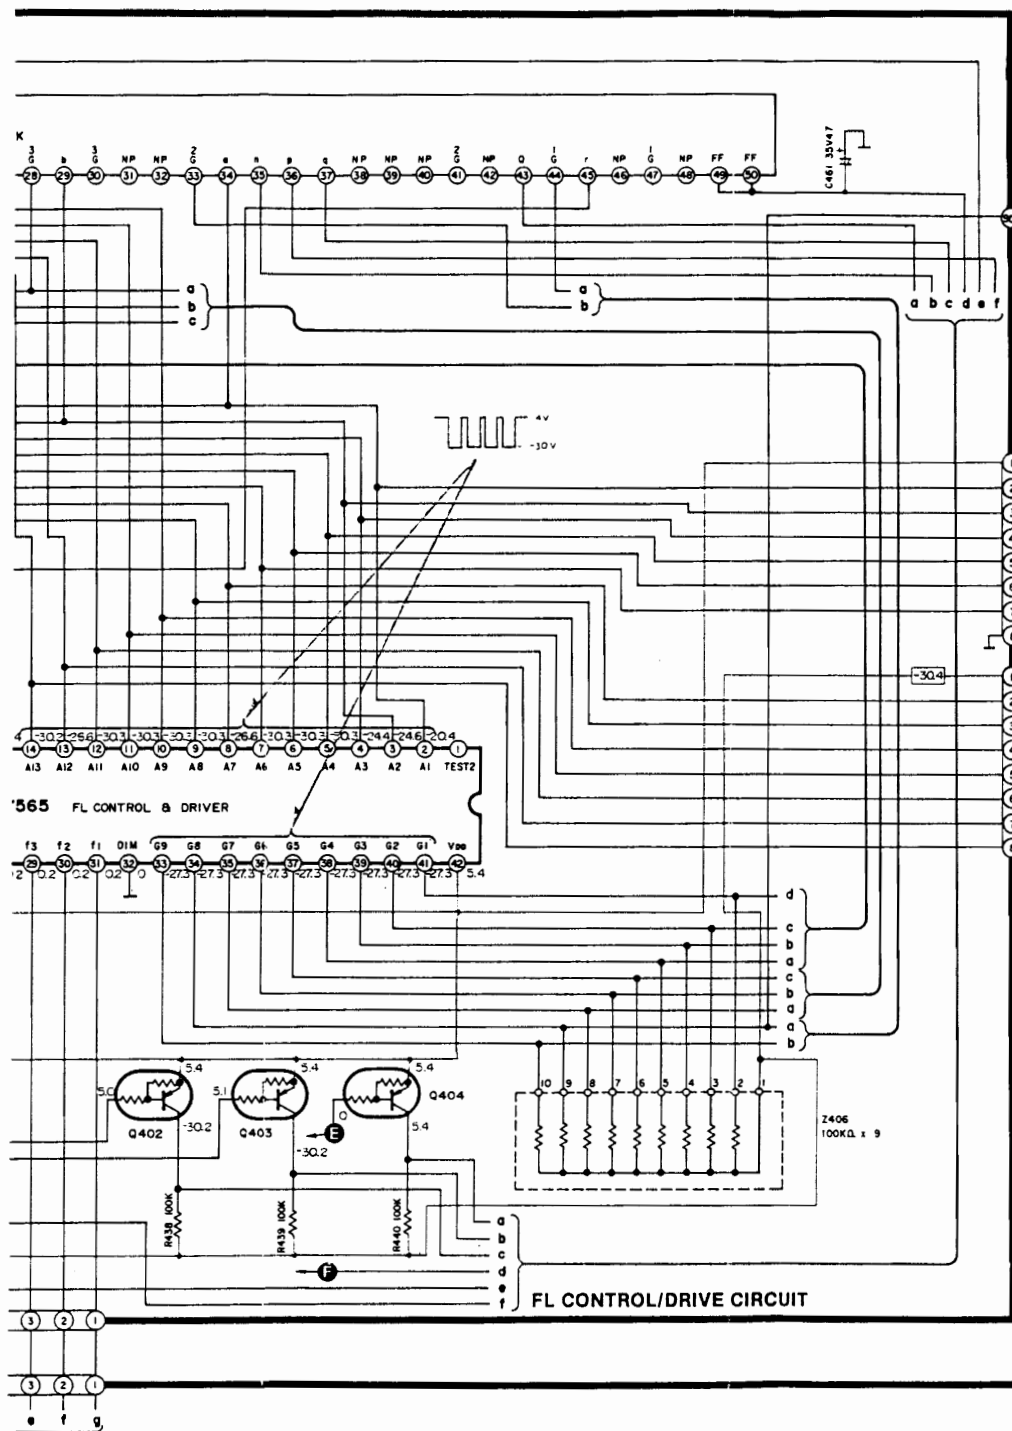 K
3 3 2 2 1 1
G b G NP NP G a n p q NP NP NP G NP Q G r NP G NP FF FF
28 29 30 31 32 33 34 35 36 37 38 39 40 41 42 43 44 45 46 47 48 49 50
C461 35V47
+
a
b
c
a
b
a b c d e f
4V
-30V
-30.4
4 -30.2 -26.6 -30.3 -30.3 -30.3 -30.3 -26.6 -30.3 -30.3 -30.3 -24.4 -24.6 -20.4
14 13 12 11 10 9 8 7 6 5 4 3 2 1
A13 A12 A11 A10 A9 A8 A7 A6 A5 A4 A3 A2 A1 TEST2
'565 FL CONTROL & DRIVER
f3 f2 f1 DIM G9 G8 G7 G6 G5 G4 G3 G2 G1 VDD
29 30 31 32 33 34 35 36 37 38 39 40 41 42
0.2 0.2 0.2 0 -27.3 -27.3 -27.3 -27.3 -27.3 -27.3 -27.3 -27.3 -27.3 5.4
d
c
b
a
c
b
a
a
b
5.4 5.4 5.4
5.0 5.1 Q404
0
Q402 -30.2 Q403 E 5.4
-30.2
10 9 8 7 6 5 4 3 2 1
Z406
100KΩ x 9
R438 100K
R439 100K
R440 100K
a
b
c
F d
e
f
FL CONTROL/DRIVE CIRCUIT
3 2 1
3 2 1
e f g